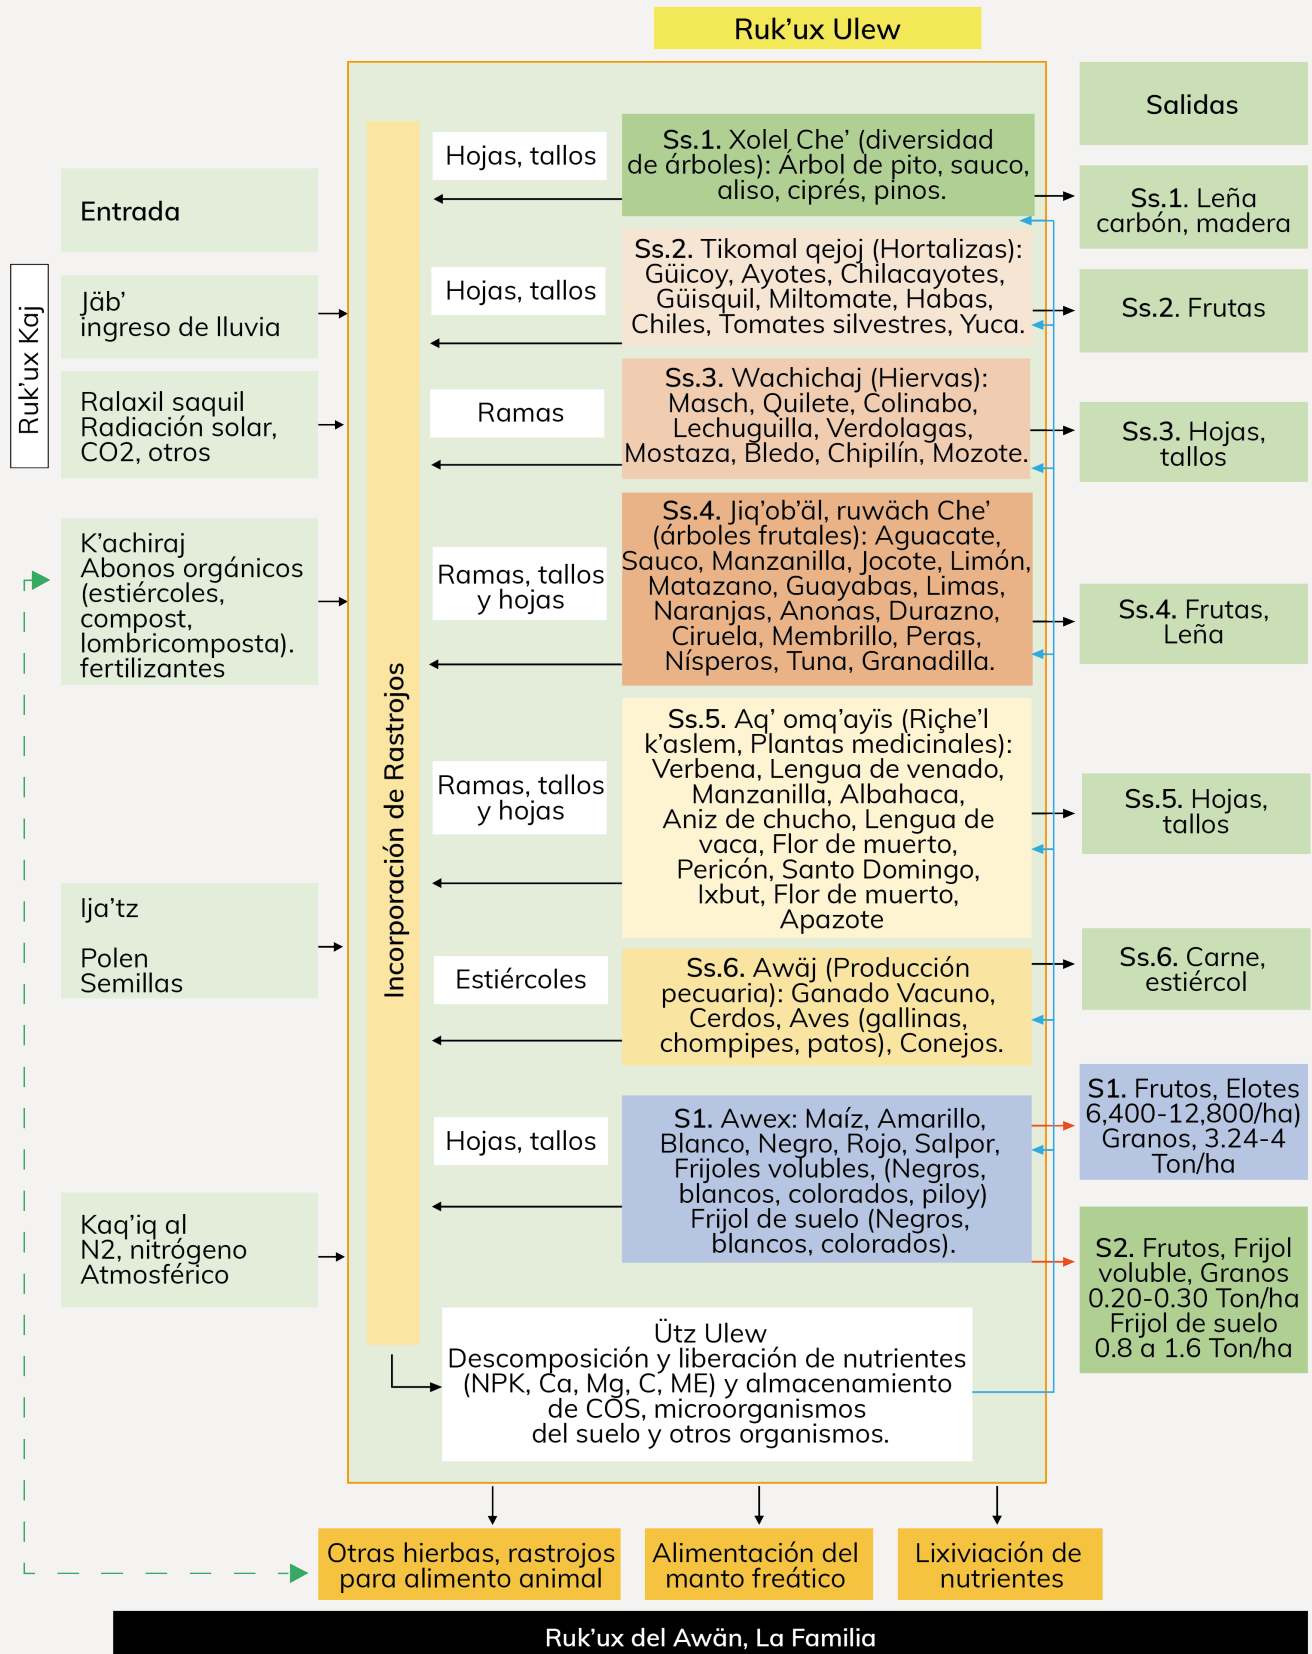 Ruk’ux Ulew
Entrada
Ruk’ux Kaj
Jäb’
ingreso de lluvia
Ralaxil saquil
Radiación solar,
CO2, otros
K’achiraj
Abonos orgánicos
(estiércoles,
compost,
lombricomposta).
fertilizantes
Ija’tz
Polen
Semillas
Kaq’iq al
N2, nitrógeno
Atmosférico
Incorporación de Rastrojos
Hojas, tallos
Hojas, tallos
Ramas
Ramas, tallos
y hojas
Ramas, tallos
y hojas
Estiércoles
Hojas, tallos
Ss.1. Xolel Che’ (diversidad
de árboles): Árbol de pito, sauco,
aliso, ciprés, pinos.
Ss.2. Tikomal qejoj (Hortalizas):
Güicoy, Ayotes, Chilacayotes,
Güisquil, Miltomate, Habas,
Chiles, Tomates silvestres, Yuca.
Ss.3. Wachichaj (Hiervas):
Masch, Quilete, Colinabo,
Lechuguilla, Verdolagas,
Mostaza, Bledo, Chipilín, Mozote.
Ss.4. Jiq’ob’äl, ruwäch Che’
(árboles frutales): Aguacate,
Sauco, Manzanilla, Jocote, Limón,
Matazano, Guayabas, Limas,
Naranjas, Anonas, Durazno,
Ciruela, Membrillo, Peras,
Nísperos, Tuna, Granadilla.
Ss.5. Aq’ omq’ayïs (Riçhe’l
k’aslem, Plantas medicinales):
Verbena, Lengua de venado,
Manzanilla, Albahaca,
Aniz de chucho, Lengua de
vaca, Flor de muerto,
Pericón, Santo Domingo,
Ixbut, Flor de muerto,
Apazote
Ss.6. Awäj (Producción
pecuaria): Ganado Vacuno,
Cerdos, Aves (gallinas,
chompipes, patos), Conejos.
S1. Awex: Maíz, Amarillo,
Blanco, Negro, Rojo, Salpor,
Frijoles volubles, (Negros,
blancos, colorados, piloy)
Frijol de suelo (Negros,
blancos, colorados).
Ütz Ulew
Descomposición y liberación de nutrientes
(NPK, Ca, Mg, C, ME) y almacenamiento
de COS, microorganismos
del suelo y otros organismos.
Salidas
Ss.1. Leña
carbón, madera
Ss.2. Frutas
Ss.3. Hojas,
tallos
Ss.4. Frutas,
Leña
Ss.5. Hojas,
tallos
Ss.6. Carne,
estiércol
S1. Frutos, Elotes
6,400-12,800/ha)
Granos, 3.24-4
Ton/ha
S2. Frutos, Frijol
voluble, Granos
0.20-0.30 Ton/ha
Frijol de suelo
0.8 a 1.6 Ton/ha
Otras hierbas, rastrojos
para alimento animal
Alimentación del
manto freático
Lixiviación de
nutrientes
Ruk’ux del Awän, La Familia